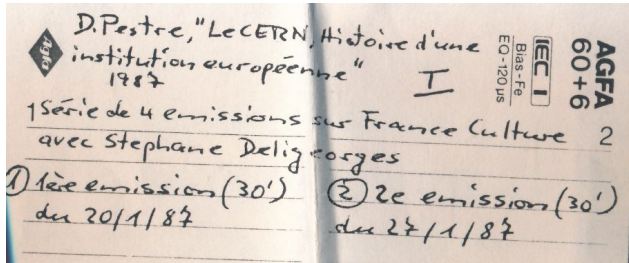 D. Pestre, "Le CERN, Histoire d'une
institution européenne"
1987
I
1 Série de 4 emissions sur France Culture
avec Stephane Deligeorges
① 1ère emission (30')
du 20/1/87
② 2e emission (30')
du 27/1/87
AGFA
60+6
2
IEC I
Bias-Fe
EQ-120 µs
AGFA